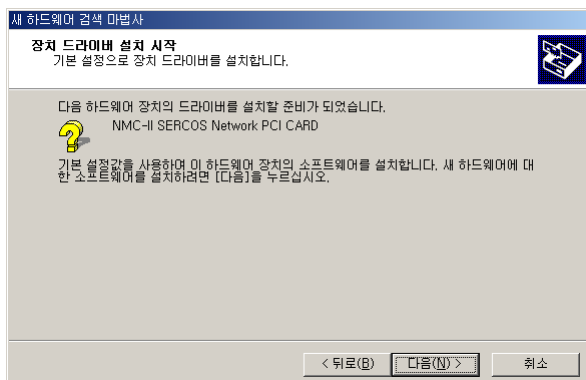 새 하드웨어 검색 마법사
장치 드라이버 설치 시작
기본 설정으로 장치 드라이버를 설치합니다.
다음 하드웨어 장치의 드라이버를 설치할 준비가 되었습니다.
NMC-II SERCOS Network PCI CARD
기본 설정값을 사용하여 이 하드웨어 장치의 소프트웨어를 설치합니다. 새 하드웨어에 대
한 소프트웨어를 설치하려면 [다음]을 누르십시오.
< 뒤로(B) 다음(N) > 취소